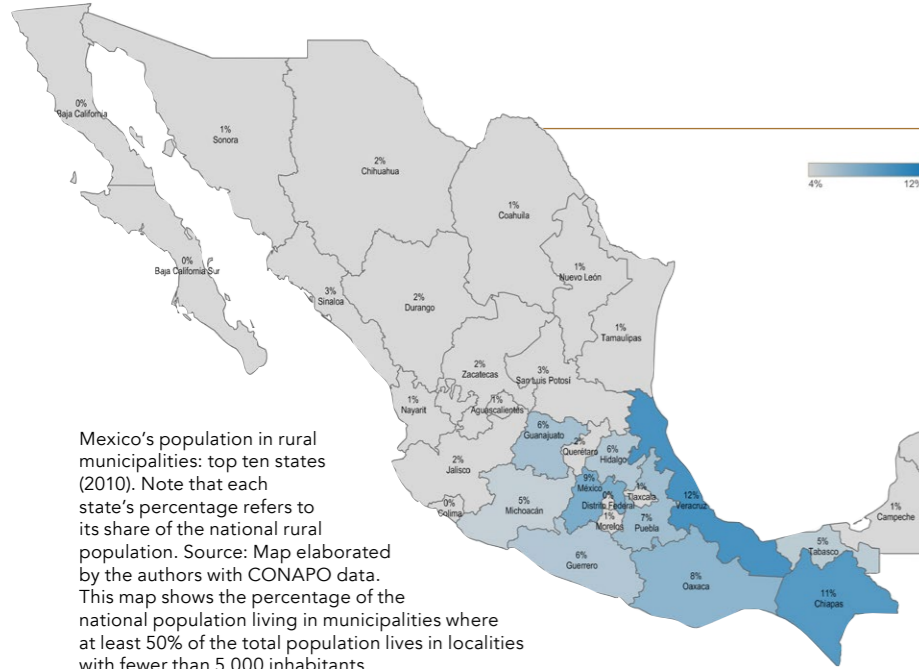 0%
Baja California
1%
Sonora
2%
Chihuahua
1%
Coahuila
4% 12%
0%
Baja California Sur
3%
Sinaloa
2%
Durango
1%
Nuevo León
1%
Tamaulipas
2%
Zacatecas
3%
San Luis Potosí
1%
Nayarit
1%
Aguascalientes
6%
Guanajuato
2%
Querétaro
6%
Hidalgo
2%
Jalisco
0%
Colima
5%
Michoacán
9%
México
0%
Distrito Federal
1%
Morelos
1%
Tlaxcala
7%
Puebla
12%
Veracruz
6%
Guerrero
8%
Oaxaca
5%
Tabasco
11%
Chiapas
1%
Campeche
Mexico's population in rural
municipalities: top ten states
(2010). Note that each
state's percentage refers to
its share of the national rural
population. Source: Map elaborated
by the authors with CONAPO data.
This map shows the percentage of the
national population living in municipalities where
at least 50% of the total population lives in localities
with fewer than 5,000 inhabitants